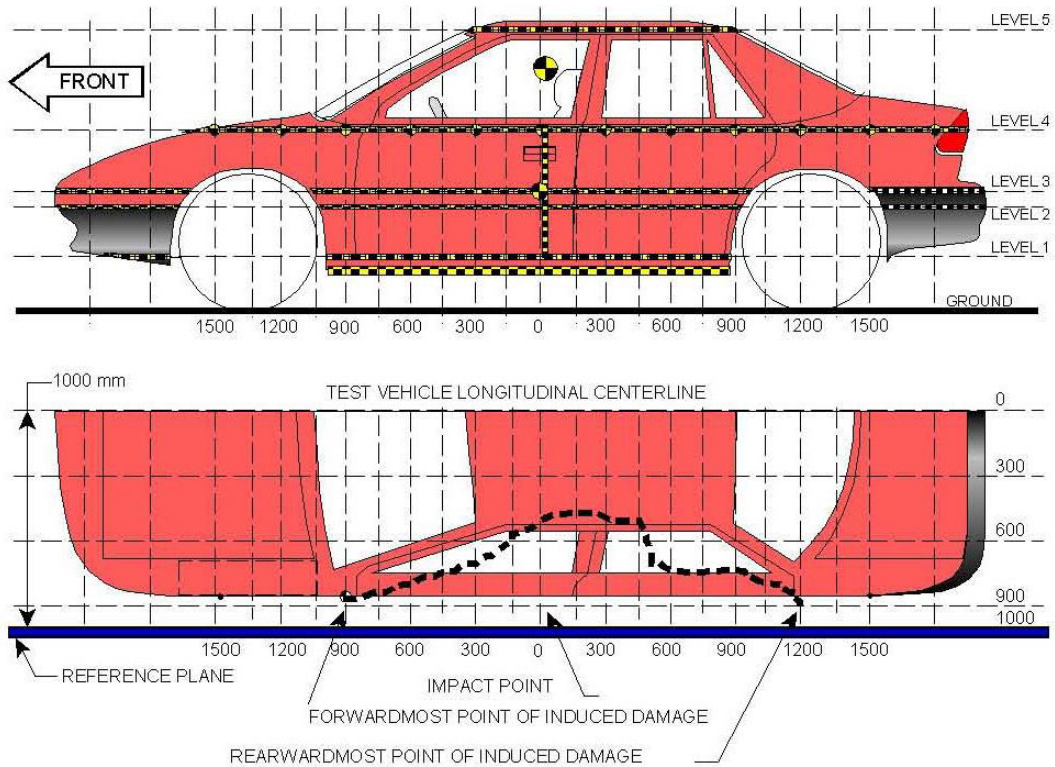 LEVEL 5
FRONT
LEVEL 4
LEVEL 3
LEVEL 2
LEVEL 1
GROUND
1500 1200 900 600 300 0 300 600 900 1200 1500
1000 mm
TEST VEHICLE LONGITUDINAL CENTERLINE
0
300
600
900
1000
1500 1200 900 600 300 0 300 600 900 1200 1500
REFERENCE PLANE
IMPACT POINT
FORWARDMOST POINT OF INDUCED DAMAGE
REARWARDMOST POINT OF INDUCED DAMAGE